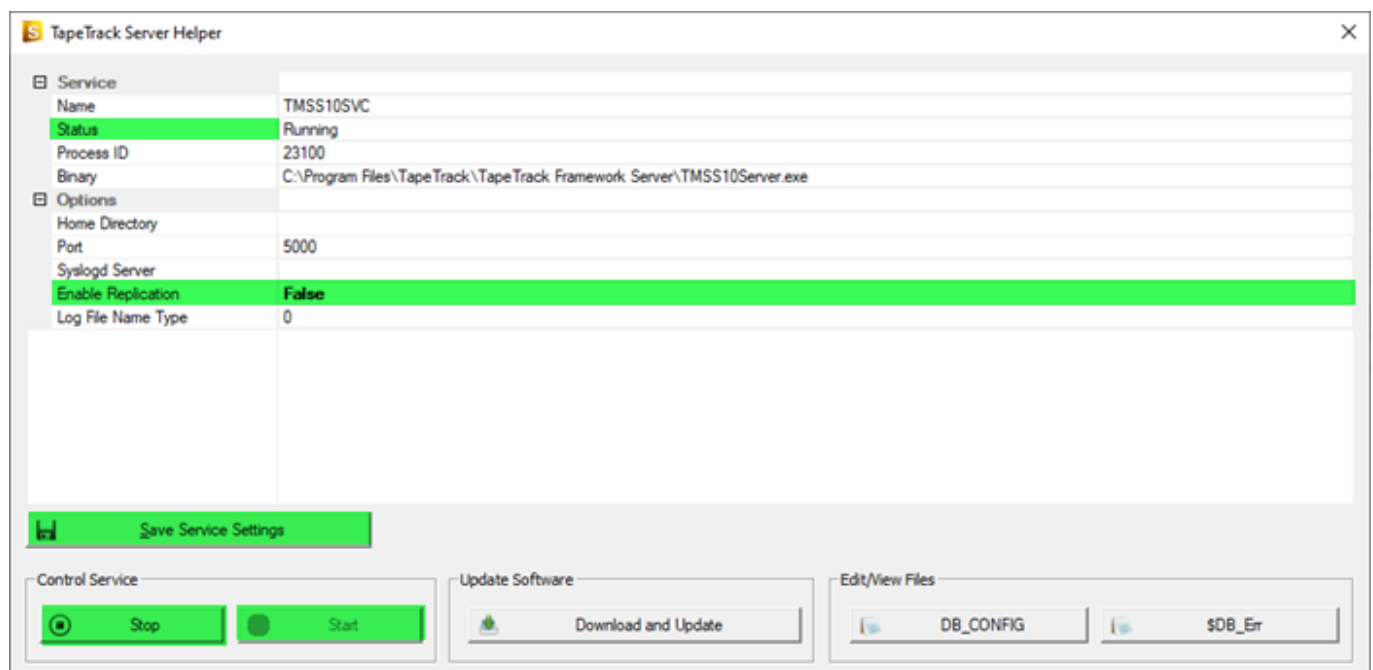 TapeTrack Server Helper
Service
Name TMSS10SVC
Status Running
Process ID 23100
Binary C:\Program Files\TapeTrack\TapeTrack Framework Server\TMSS10Server.exe
Options
Home Directory
Port 5000
Syslogd Server
Enable Replication False
Log File Name Type 0
Save Service Settings
Control Service Update Software Edit/View Files
Stop Start Download and Update DB_CONFIG $DB_Err